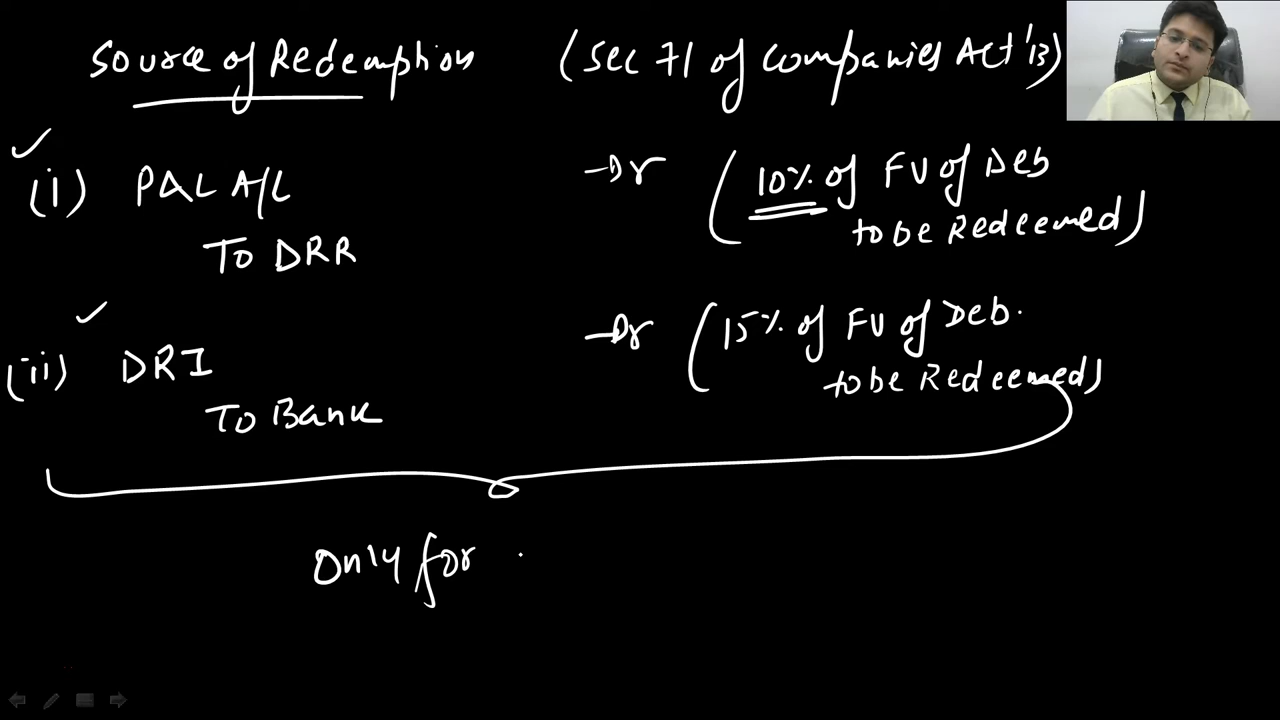 Source of Redemption (Sec 71 of Companies Act '13)
(i) P&L A/C Dr (10% of FV of Deb
To DRR to be Redeemed)
(ii) DRI Dr (15% of FV of Deb.
To Bank to be Redeemed)
Only for